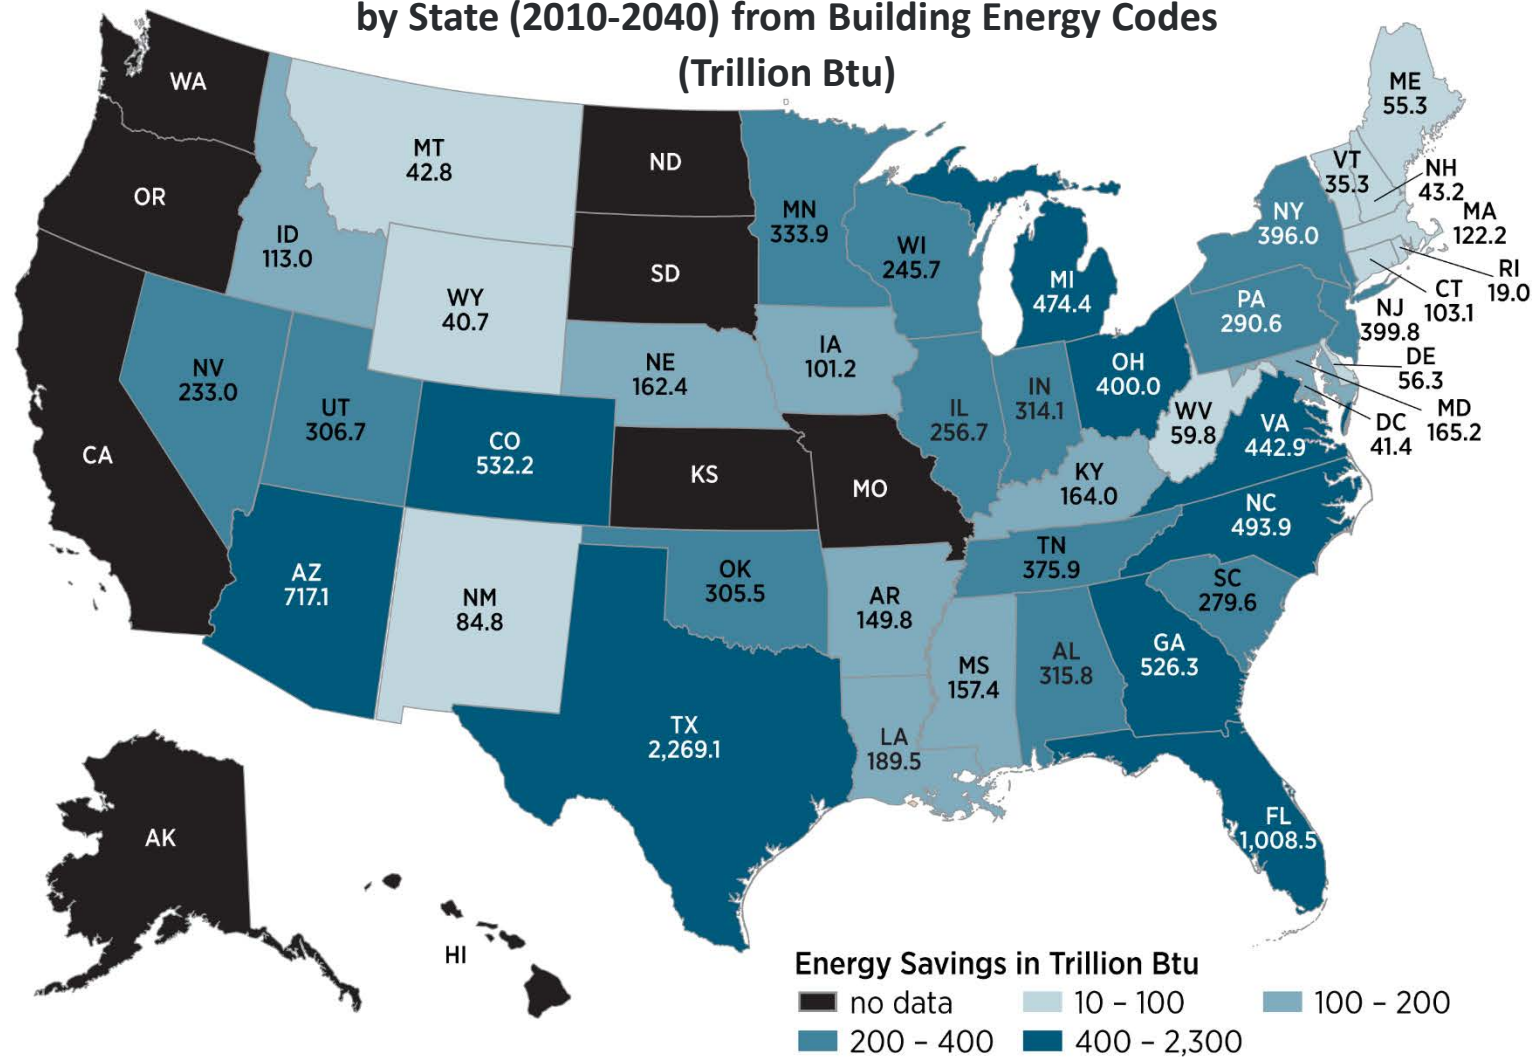 by State (2010-2040) from Building Energy Codes
(Trillion Btu)
WA
OR
CA
ID
113.0
MT
42.8
WY
40.7
NV
233.0
UT
306.7
CO
532.2
AZ
717.1
NM
84.8
ND
SD
NE
162.4
KS
OK
305.5
TX
2,269.1
MN
333.9
IA
101.2
MO
AR
149.8
LA
189.5
WI
245.7
IL
256.7
MS
157.4
MI
474.4
IN
314.1
OH
400.0
KY
164.0
TN
375.9
AL
315.8
GA
526.3
FL
1,008.5
SC
279.6
NC
493.9
VA
442.9
WV
59.8
PA
290.6
NY
396.0
VT
35.3
ME
55.3
NH
43.2
MA
122.2
RI
19.0
CT
103.1
NJ
399.8
DE
56.3
MD
165.2
DC
41.4
AK
HI
Energy Savings in Trillion Btu
no data
10 – 100
100 – 200
200 – 400
400 – 2,300